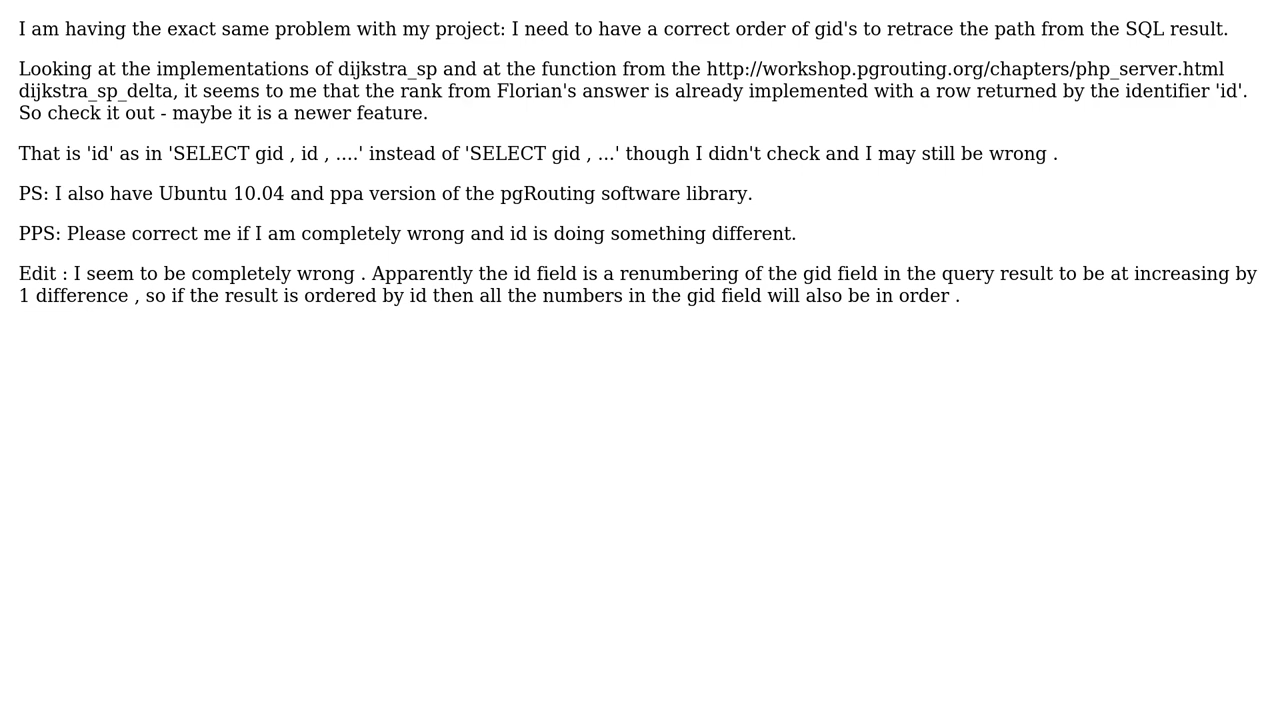 I am having the exact same problem with my project: I need to have a correct order of gid's to retrace the path from the SQL result.
Looking at the implementations of dijkstra_sp and at the function from the http://workshop.pgrouting.org/chapters/php_server.html
dijkstra_sp_delta, it seems to me that the rank from Florian's answer is already implemented with a row returned by the identifier 'id'.
So check it out - maybe it is a newer feature.
That is 'id' as in 'SELECT gid , id , ....' instead of 'SELECT gid , ...' though I didn't check and I may still be wrong .
PS: I also have Ubuntu 10.04 and ppa version of the pgRouting software library.
PPS: Please correct me if I am completely wrong and id is doing something different.
Edit : I seem to be completely wrong . Apparently the id field is a renumbering of the gid field in the query result to be at increasing by
1 difference , so if the result is ordered by id then all the numbers in the gid field will also be in order .